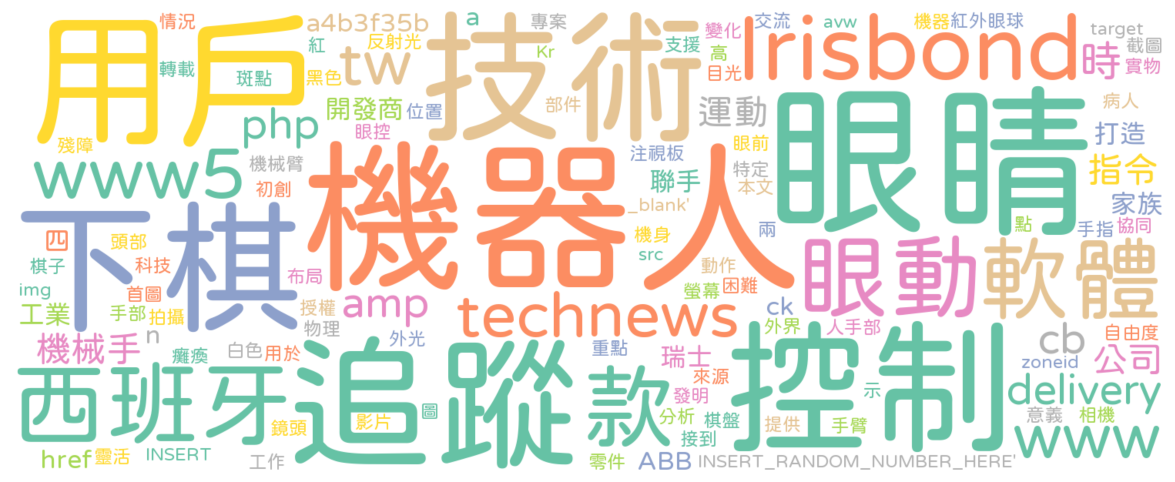 情況 a4b3f35b a 專案 交流 avw 機器 紅外眼球 target
用戶 轉載 紅 反射光 tw 技術 Kr 支援 變化 高 目光 Irisbond 時 截圖 實物
斑點 黑色 部件 病人
殘障 php 開發商 位置 眼控 運動 眼前 眼睛 打造
www5 機械臂 初創 機器人 注視板 聯手 特定 本文 指令
_blank' 家族
下棋 四 頭部 機身 兩 點 手指 協同
棋子 科技 布局 src 動作 眼動 軟體
img 首圖 授權 amp 螢幕 困難
工業 手部 拍攝 物理 technews ck 外界 人手部
機械手 n 癱瘓 白色 用於 外光 重點 瑞士 控制 cb 公司 自由度
西班牙 追蹤 款 來源 發明 示 zoneid delivery
鏡頭 影片 圖 分析 棋盤 提供 手臂 意義 相機
href 靈活 INSERT 工作 接到 零件 ABB INSERT_RANDOM_NUMBER_HERE' www